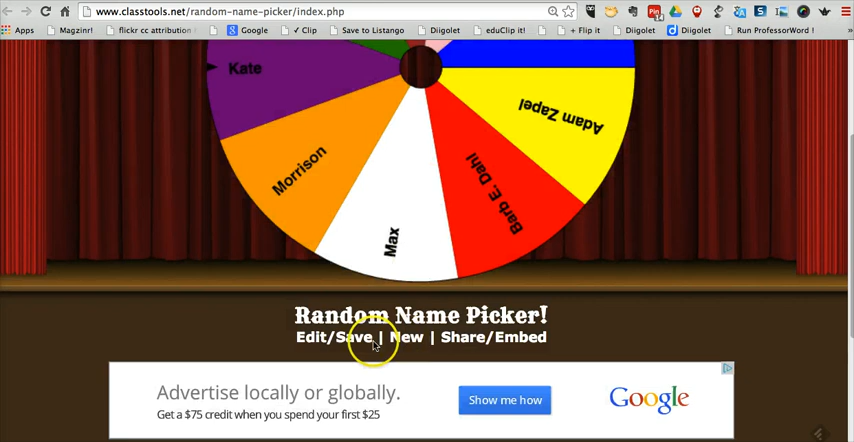 www.classtools.net/random-name-picker/index.php
14
Apps
Magzinr!
flickr cc attribution
Google
✓ Clip
Save to Listango
Diigolet
eduClip it!
+ Flip it
Diigolet
d Diigolet
Run ProfessorWord !
»
Kate
Adam Zapel
Morrison
Barb E. Dahl
Max
Random Name Picker!
Edit/Save | New | Share/Embed
Advertise locally or globally.
Get a $75 credit when you spend your first $25
Show me how
Google